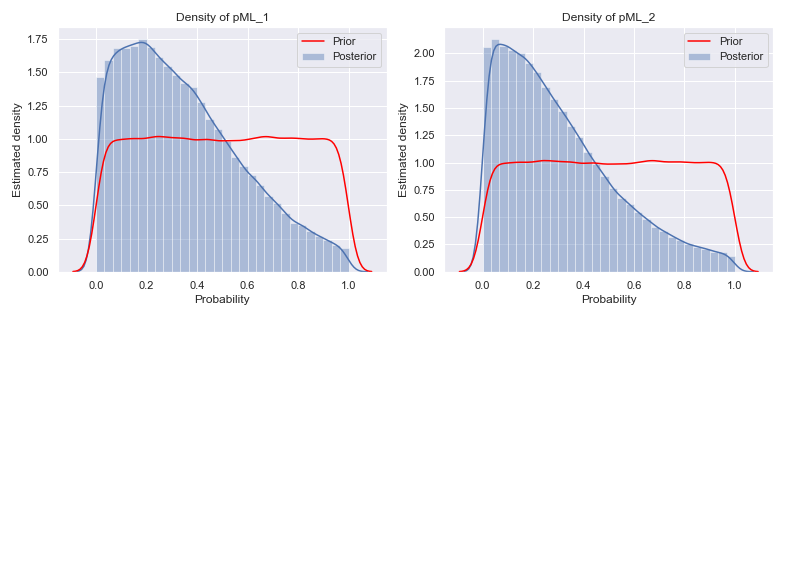 Density of pML_1
Estimated density
1.75
1.50
1.25
1.00
0.75
0.50
0.25
0.00
0.0 0.2 0.4 0.6 0.8 1.0
Probability
Prior
Posterior
Density of pML_2
Estimated density
2.00
1.75
1.50
1.25
1.00
0.75
0.50
0.25
0.00
0.0 0.2 0.4 0.6 0.8 1.0
Probability
Prior
Posterior